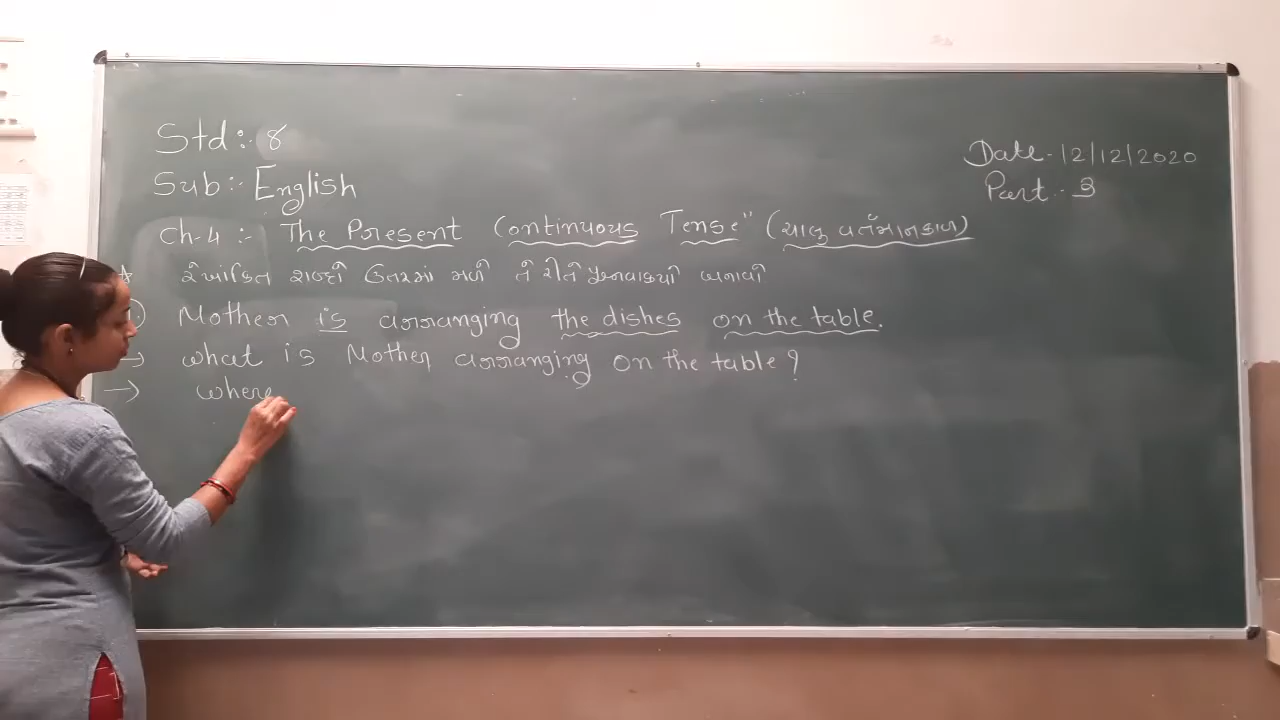 Std :- 8
Date - 12/12/2020
Sub :- English
Part - 3
Ch-4 :- The Present Continuous Tense" (ચાલુ વર્તમાનકાળ)
* રેખાંકિત શબ્દો ઉત્તરમાં મળે તે રીતે પ્રશ્નવાક્યો બનાવો
Mother is arranging the dishes on the table.
→ what is Mother arranging on the table?
→ where